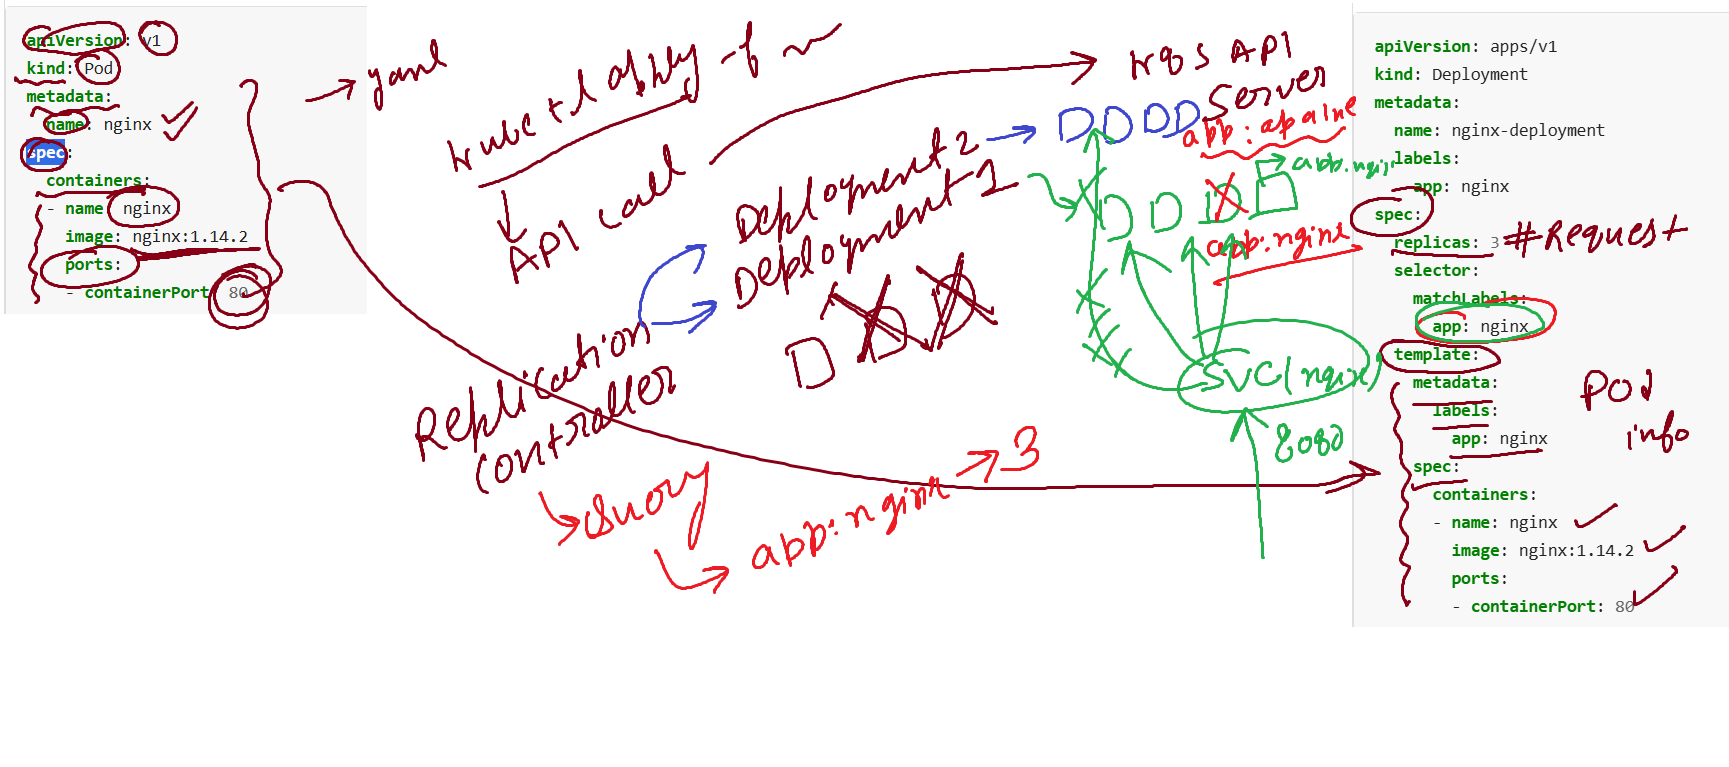 apiVersion: v1
kind: Pod
metadata:
name: nginx
spec:
containers:
- name nginx
image: nginx:1.14.2
ports:
- containerPort 80
yaml
kubectl apply -f
API call
K8s API
Server
Deployment 2
Deployment 1
Replication
controller
query
app:nginx
3
app:nginx
app:nginx
SVC(nginx)
8080
apiVersion: apps/v1
kind: Deployment
metadata:
name: nginx-deployment
labels:
app: nginx
spec:
replicas: 3 #Request
selector:
matchLabels:
app: nginx
template:
metadata:
labels:
app: nginx
spec:
containers:
- name: nginx
image: nginx:1.14.2
ports:
- containerPort: 80
Pod
info